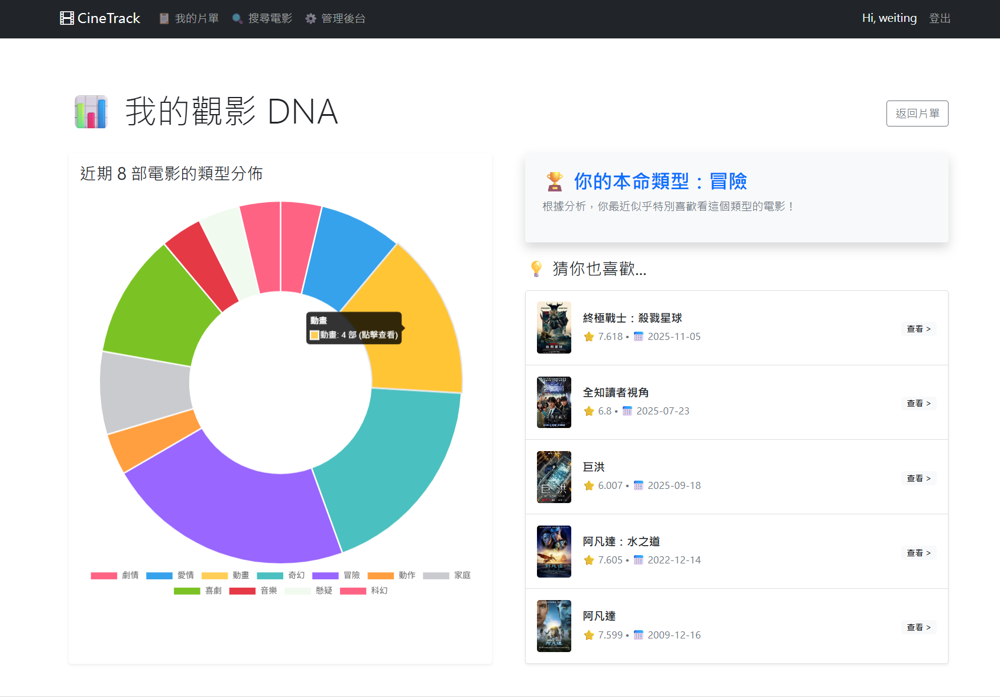 CineTrack 我的片單 搜尋電影 管理後台 Hi, weiting 登出
我的觀影 DNA
返回片單
近期 8 部電影的類型分佈
動畫
動畫: 4 部 (點擊查看)
劇情 愛情 動畫 奇幻 冒險 動作 家庭
喜劇 音樂 懸疑 科幻
你的本命類型：冒險
根據分析，你最近似乎特別喜歡看這個類型的電影！
猜你也喜歡...
終極戰士：殺戮星球
7.618 • 2025-11-05
查看 >
全知讀者視角
6.8 • 2025-07-23
查看 >
巨洪
巨洪
6.007 • 2025-09-18
查看 >
阿凡達：水之道
7.605 • 2022-12-14
查看 >
阿凡達
阿凡達
7.599 • 2009-12-16
查看 >